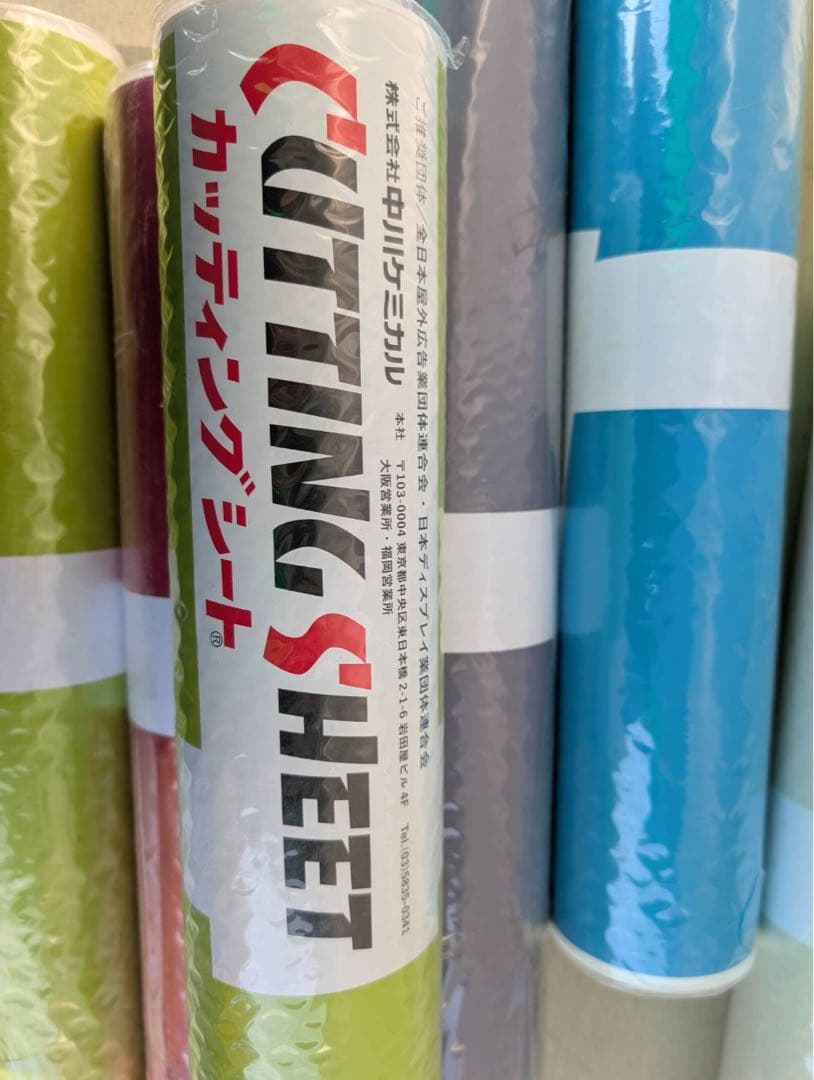 ご推奨団体／全日本屋外広告業団体連合会・日本ディスプレイ業団体連合会
株式会社中川ケミカル
本社 〒103-0004 東京都中央区東日本橋 2-1-6 岩田屋ビル 4F Tel.(03)5835-0341
大阪営業所・福岡営業所
CUTTING SHEET
カッティングシート®